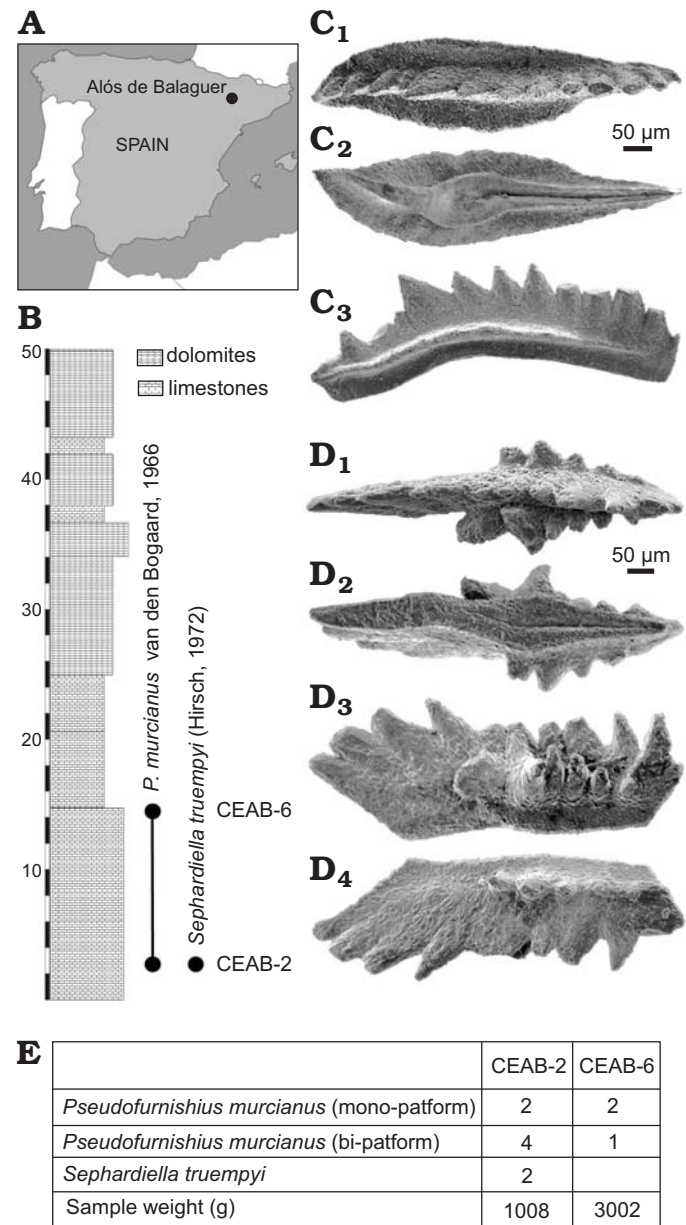 A
Alós de Balaguer
SPAIN
B
50
40
30
20
10
dolomites
limestones
P. murcianus van den Bogaard, 1966
Sephardiella truempyi (Hirsch, 1972)
CEAB-6
CEAB-2
C1
50 µm
C2
C3
D1
50 µm
D2
D3
D4
E
CEAB-2 CEAB-6
Pseudofurnishius murcianus (mono-patform) 2 2
Pseudofurnishius murcianus (bi-patform) 4 1
Sephardiella truempyi 2
Sample weight (g) 1008 3002